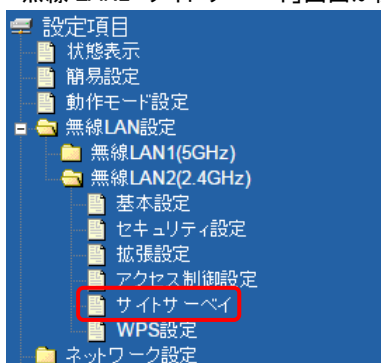 設定項目
状態表示
簡易設定
動作モード設定
無線LAN設定
無線LAN1(5GHz)
無線LAN2(2.4GHz)
基本設定
セキュリティ設定
拡張設定
アクセス制御設定
サイトサーベイ
WPS設定
ネットワーク設定